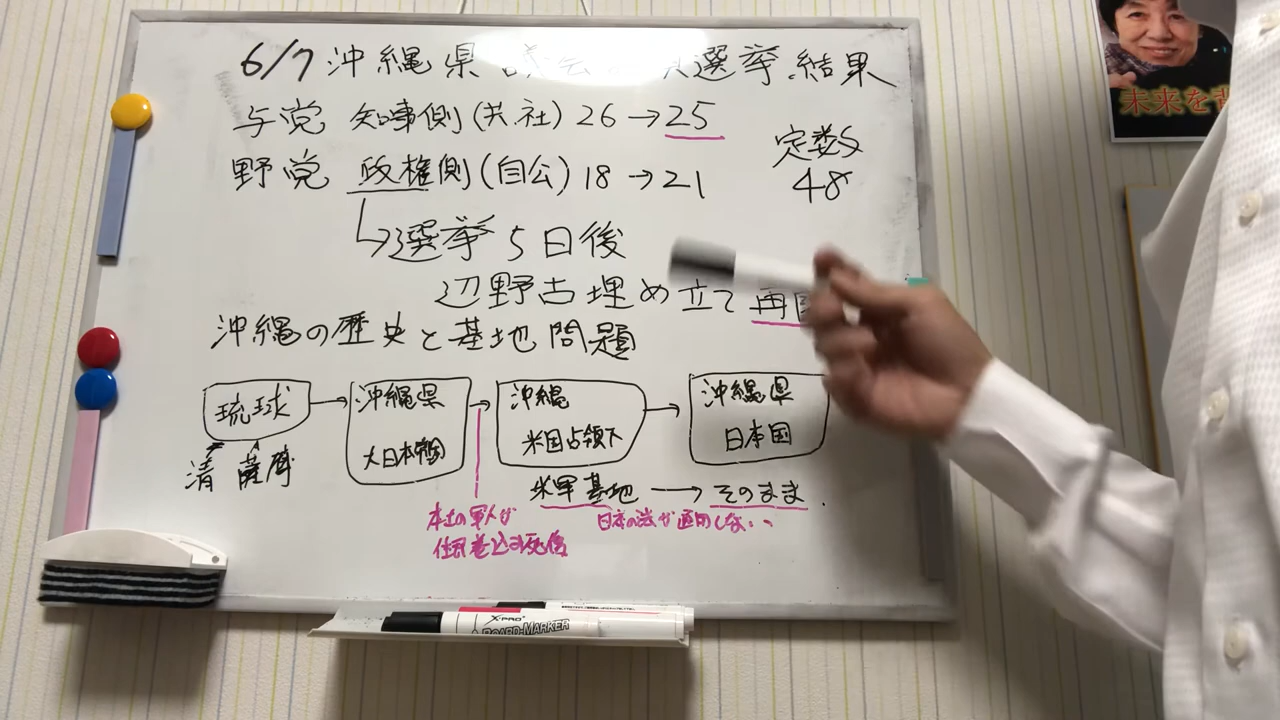 6/7 沖縄県議会 選挙結果
与党 知事側(共.社) 26→25
野党 政権側(自公) 18→21
定数
48
↳選挙5日後
辺野古埋め立て再開
沖縄の歴史と基地問題
琉球 → 沖縄県 → 沖縄 → 沖縄県
大日本帝国 米国占領下 日本国
清 薩摩
米軍基地 → そのまま.
本土の軍人が 日本の法が適用しない
住民巻込み死傷
未来を
X-PRO
BOARD-MARKER